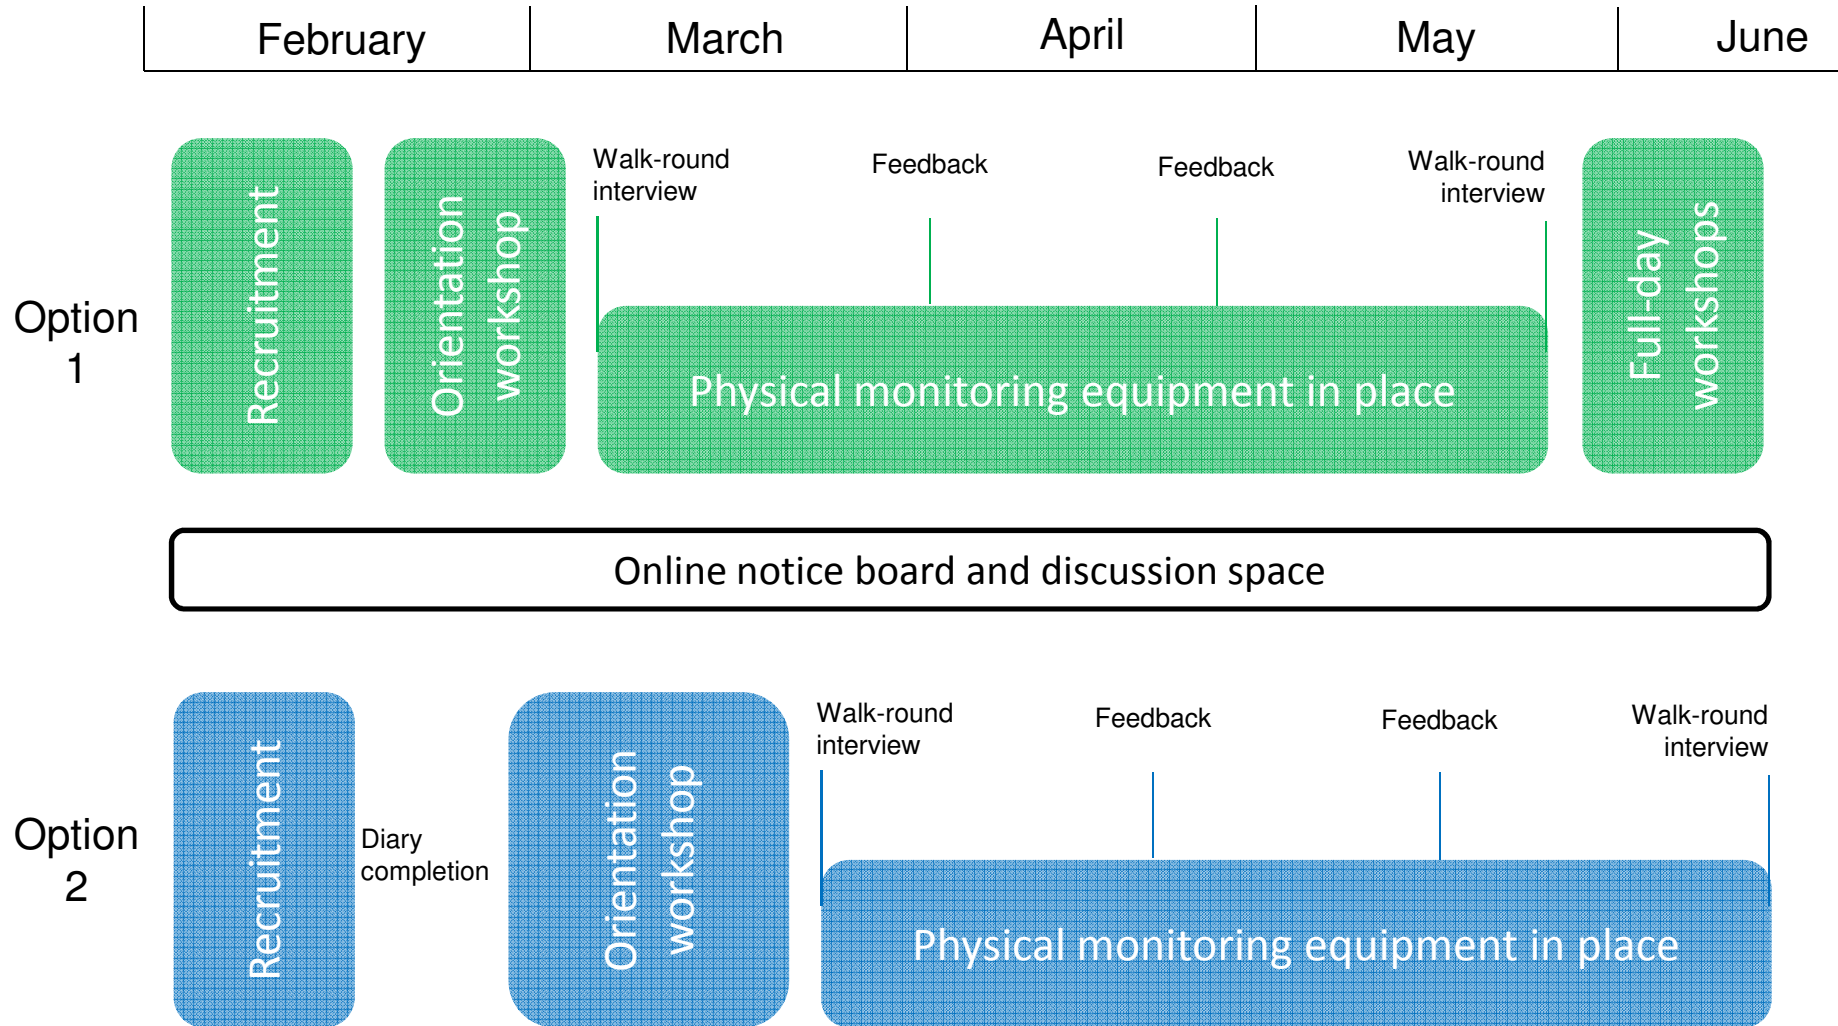 February
March
April
May
June
Option
1
Recruitment
Orientation
workshop
Walk-round
interview
Feedback
Feedback
Walk-round
interview
Physical monitoring equipment in place
Full-day
workshops
Online notice board and discussion space
Option
2
Recruitment
Diary
completion
Orientation
workshop
Walk-round
interview
Feedback
Feedback
Walk-round
interview
Physical monitoring equipment in place